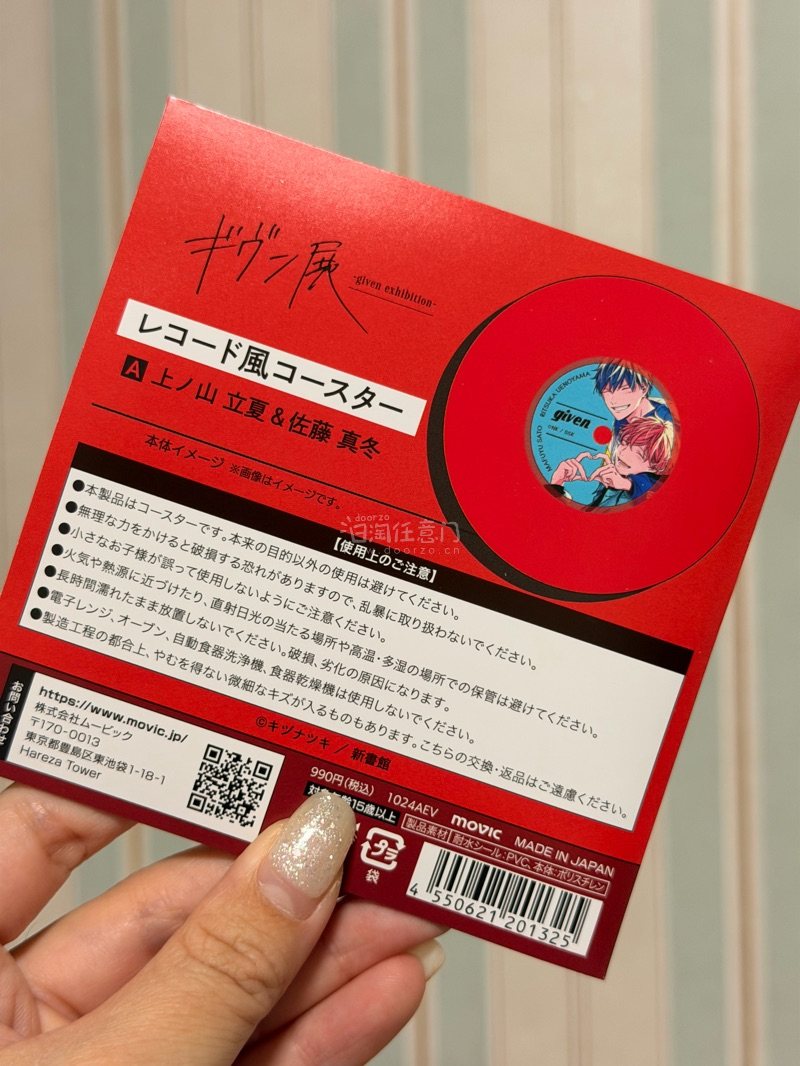 ギヴン展
-given exhibition-
レコード風コースター
A 上ノ山 立夏&佐藤 真冬
本体イメージ ※画像はイメージです。
RITSUKA UENOYAMA
MAFUYU SATO
given
【使用上のご注意】
●本製品はコースターです。本来の目的以外の使用は避けてください。
●無理な力をかけると破損する恐れがありますので、乱暴に取り扱わないでください。
●小さなお子様が誤って使用しないようにご注意ください。
●火気や熱源に近づけたり、直射日光の当たる場所や高温・多湿の場所での保管は避けてください。
●長時間濡れたまま放置しないでください。破損、劣化の原因になります。
●電子レンジ、オーブン、自動食器洗浄機、食器乾燥機は使用しないでください。
●製造工程の都合上、やむを得ない微細なキズが入るものもあります。こちらの交換・返品はご遠慮ください。
©キヅナツキ/新書館
お問い合わせ
https://www.movic.jp/
株式会社ムービック
〒170-0013
東京都豊島区東池袋1-18-1
Hareza Tower
990円(税込) 1024AEV movic MADE IN JAPAN
15歳以上 製品素材 耐水シール:PVC、本体:ポリスチレン
プラ
袋
4 550621 201325
doorzo
淘任意门
doorzo.cn